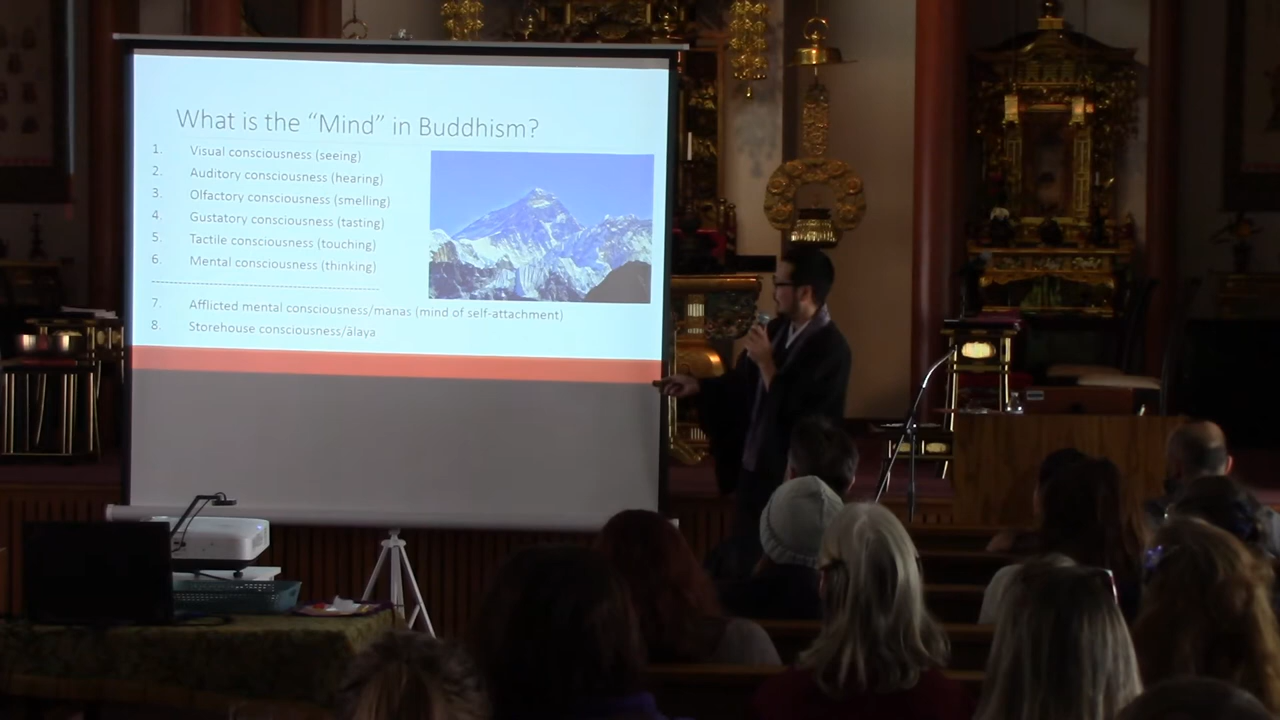 What is the “Mind” in Buddhism?
1. Visual consciousness (seeing)
2. Auditory consciousness (hearing)
3. Olfactory consciousness (smelling)
4. Gustatory consciousness (tasting)
5. Tactile consciousness (touching)
6. Mental consciousness (thinking)
--------------------------------------------
7. Afflicted mental consciousness/manas (mind of self-attachment)
8. Storehouse consciousness/ālaya